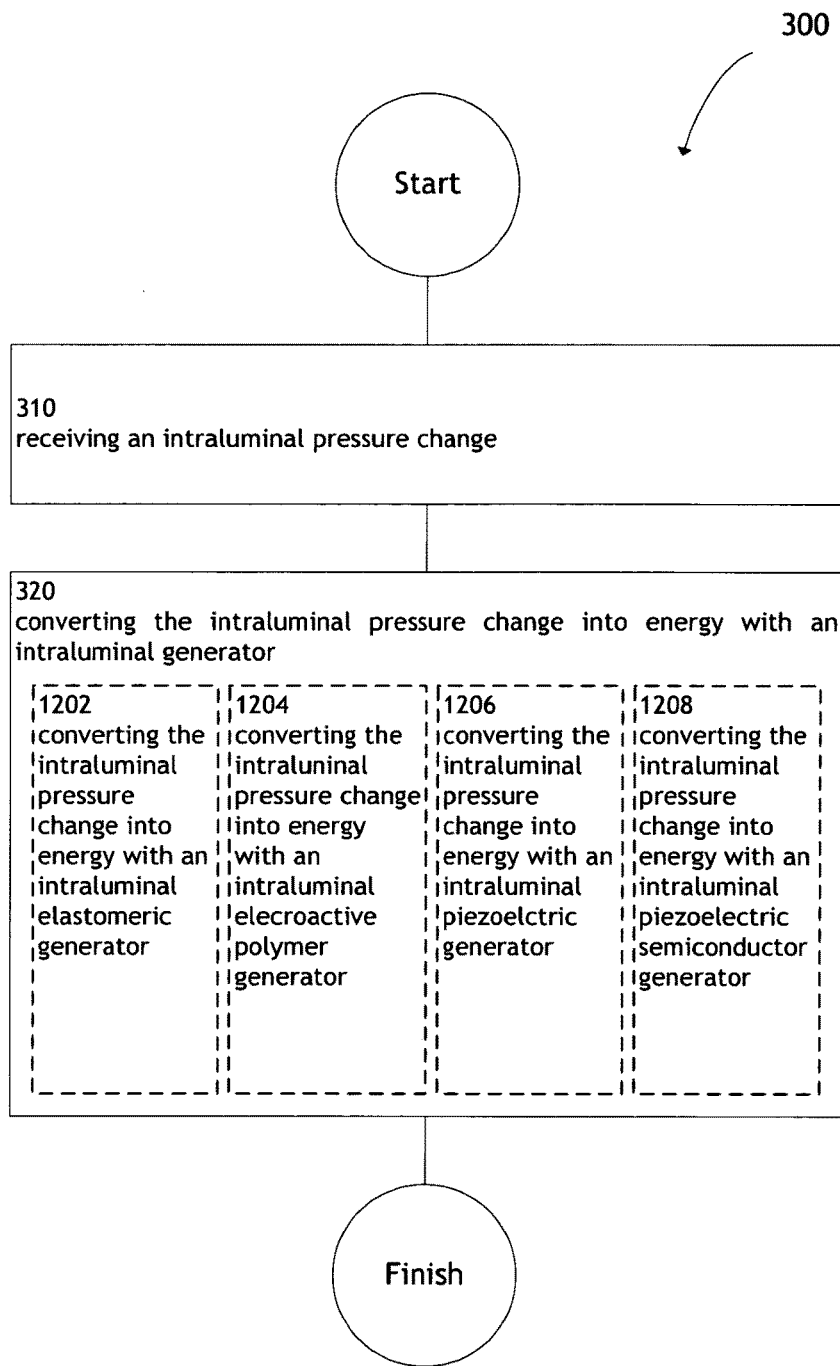 300
Start
310
receiving an intraluminal pressure change
320
converting the intraluminal pressure change into energy with an
intraluminal generator
1202
converting the
intraluminal
pressure
change into
energy with an
intraluminal
elastomeric
generator
1204
converting the
intraluninal
pressure change
into energy
with an
intraluminal
elecroactive
polymer
generator
1206
converting the
intraluminal
pressure
change into
energy with an
intraluminal
piezoelctric
generator
1208
converting the
intraluminal
pressure
change into
energy with an
intraluminal
piezoelectric
semiconductor
generator
Finish